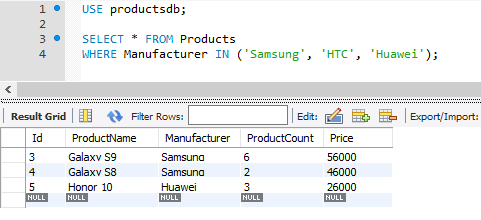 1 USE productsdb;
2
3 SELECT * FROM Products
4 WHERE Manufacturer IN ('Samsung', 'HTC', 'Huawei');
Result Grid Filter Rows: Edit: Export/Import:
Id ProductName Manufacturer ProductCount Price
3 Galaxy S9 Samsung 6 56000
4 Galaxy S8 Samsung 2 46000
5 Honor 10 Huawei 3 26000
NULL NULL NULL NULL NULL